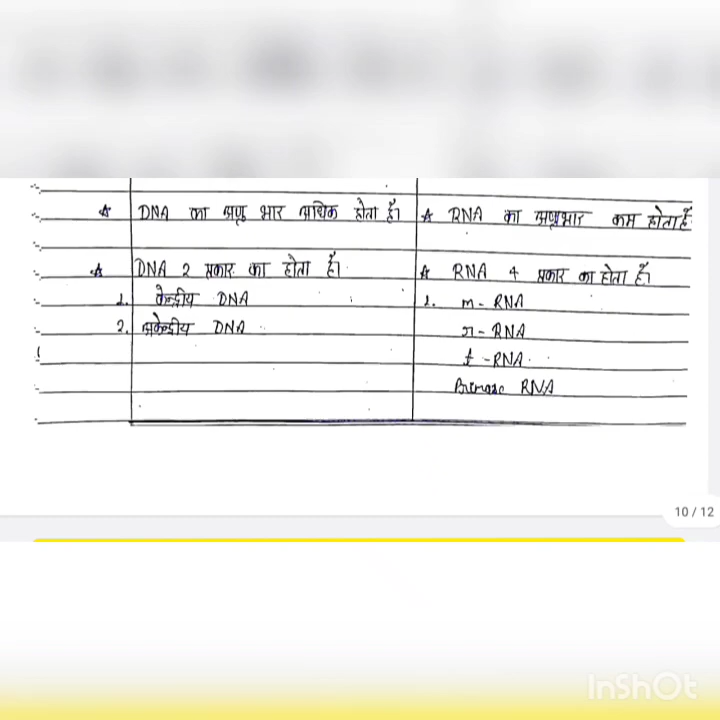 ☆ DNA का अणु भार अधिक होता है। ☆ RNA का अणुभार कम होता है
☆ DNA 2 प्रकार का होता है। ☆ RNA 4 प्रकार का होता है।
1. केन्द्रीय DNA 1. m- RNA
2. अकेन्द्रीय DNA r- RNA
t -RNA
RNA
10 / 12
InShOt